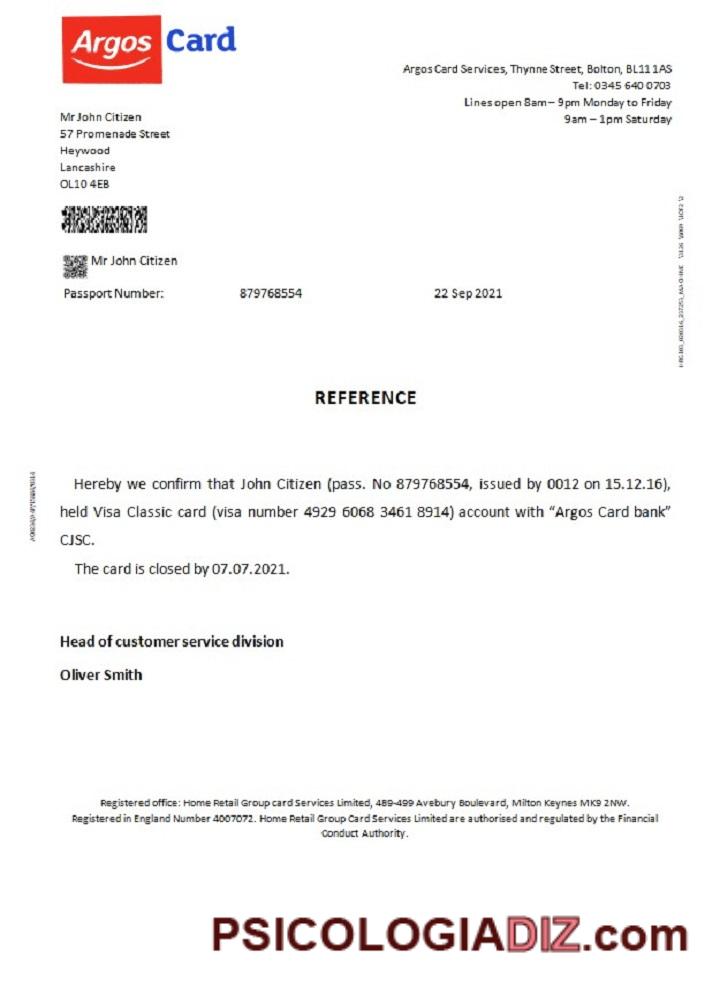 Argos Card
Argos Card Services, Thynne Street, Bolton, BL11 1AS
Tel: 0345 640 0703
Lines open 8am – 9pm Monday to Friday
9am – 1pm Saturday
Mr John Citizen
57 Promenade Street
Heywood
Lancashire
OL10 4EB
Mr John Citizen
Passport Number: 879768554 22 Sep 2021
REFERENCE
Hereby we confirm that John Citizen (pass. No 879768554, issued by 0012 on 15.12.16),
held Visa Classic card (visa number 4929 6068 3461 8914) account with “Argos Card bank”
CJSC.
The card is closed by 07.07.2021.
Head of customer service division
Oliver Smith
Registered office: Home Retail Group card Services Limited, 489-499 Avebury Boulevard, Milton Keynes MK9 2NW.
Registered in England Number 4007072. Home Retail Group Card Services Limited are authorised and regulated by the Financial
Conduct Authority.
PSICOLOGIADIZ.com